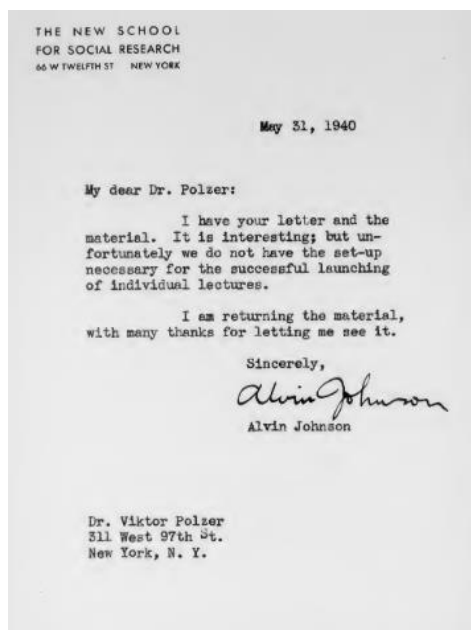 THE NEW SCHOOL
FOR SOCIAL RESEARCH
66 W TWELFTH ST NEW YORK
May 31, 1940
My dear Dr. Polzer:
I have your letter and the
material. It is interesting; but un-
fortunately we do not have the set-up
necessary for the successful launching
of individual lectures.
I am returning the material,
with many thanks for letting me see it.
Sincerely,
Alvin Johnson
Alvin Johnson
Dr. Viktor Polzer
311 West 97th St.
New York, N. Y.